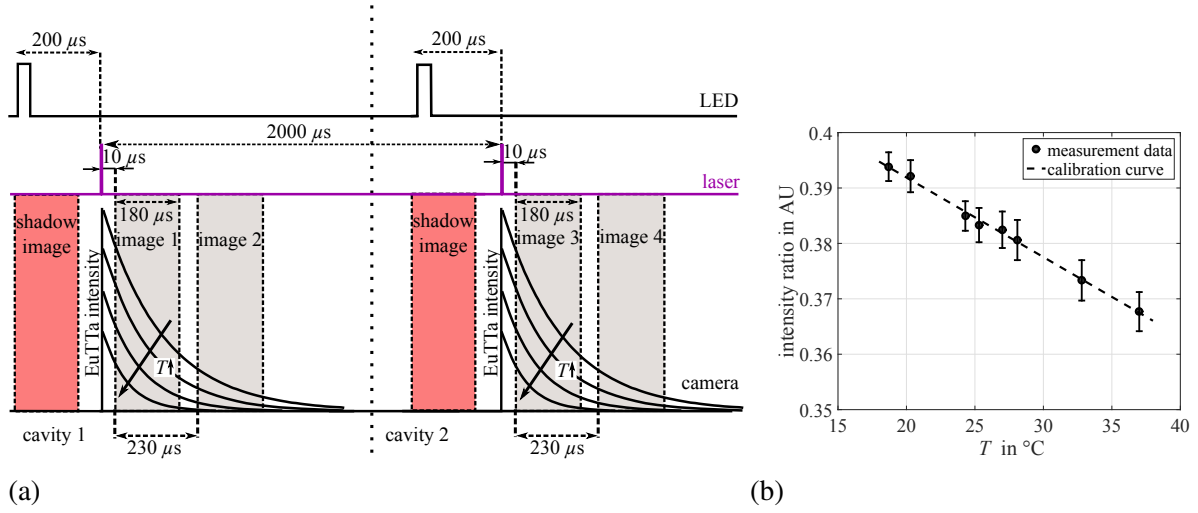 200 µs
200 µs
LED
2000 µs
10 µs
10 µs
laser
shadow
image
EuTTa intensity
180 µs
image 1
image 2
T
shadow
image
EuTTa intensity
180 µs
image 3
image 4
T
camera
cavity 1
230 µs
cavity 2
230 µs
(a)
0.4
0.39
0.38
0.37
0.36
0.35
intensity ratio in AU
measurement data
calibration curve
15
20
25
30
35
40
T in °C
(b)